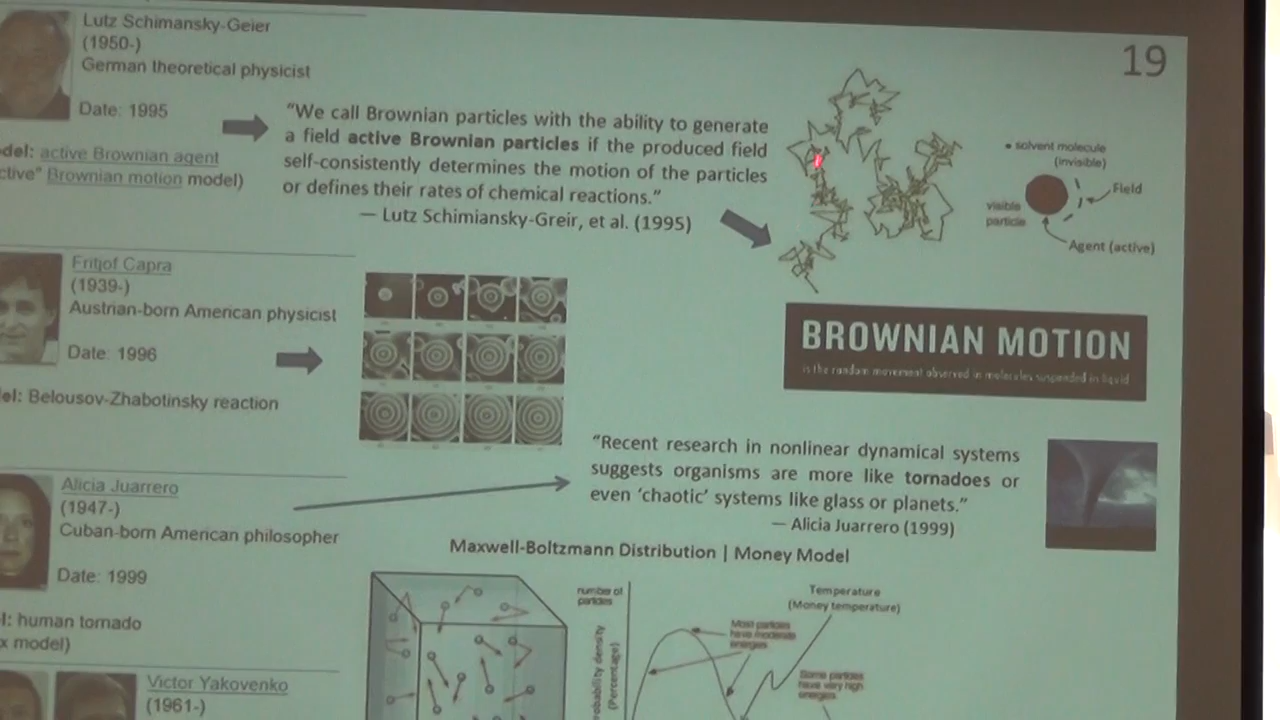 19
Lutz Schimansky-Geier
(1950-)
German theoretical physicist
Date: 1995
del: active Brownian agent
ctive" Brownian motion model)
"We call Brownian particles with the ability to generate
a field active Brownian particles if the produced field
self-consistently determines the motion of the particles
or defines their rates of chemical reactions."
— Lutz Schimiansky-Greir, et al. (1995)
• solvent molecule
(invisible)
Field
visible
particle
Agent (active)
BROWNIAN MOTION
is the random movement observed in molecules suspended in liquid
Fritjof Capra
(1939-)
Austrian-born American physicist
Date: 1996
el: Belousov-Zhabotinsky reaction
Alicia Juarrero
(1947-)
Cuban-born American philosopher
Date: 1999
l: human tornado
x model)
"Recent research in nonlinear dynamical systems
suggests organisms are more like tornadoes or
even 'chaotic' systems like glass or planets."
— Alicia Juarrero (1999)
Maxwell-Boltzmann Distribution | Money Model
number of
particles
robability density
(Percentage)
Most particles
have moderate
energies
Temperature
(Money temperature)
Some particles
have very high
energies
Victor Yakovenko
(1961-)